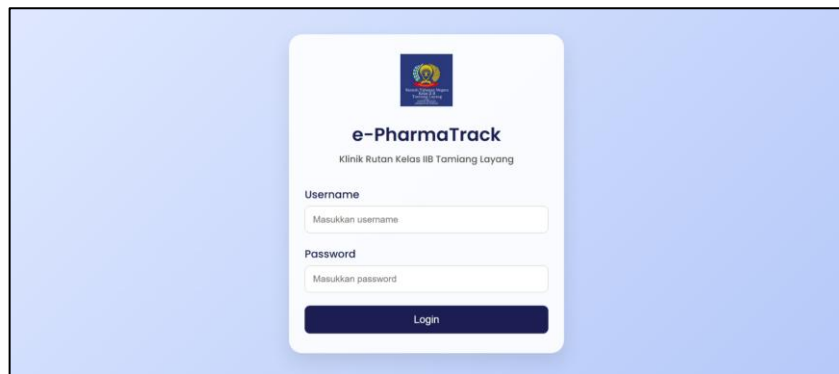 e-PharmaTrack
Klinik Rutan Kelas IIB Tamiang Layang
Username
Masukkan username
Password
Masukkan password
Login